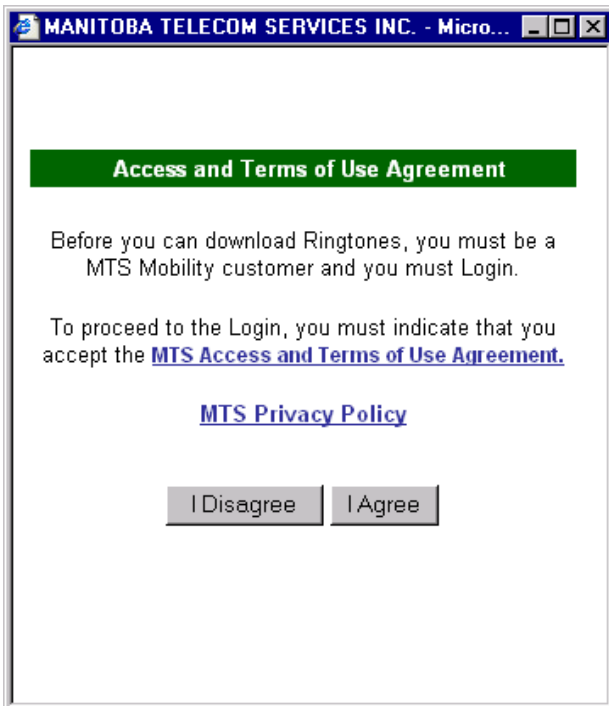 MANITOBA TELECOM SERVICES INC. - Micro...
Access and Terms of Use Agreement
Before you can download Ringtones, you must be a
MTS Mobility customer and you must Login.
To proceed to the Login, you must indicate that you
accept the MTS Access and Terms of Use Agreement.
MTS Privacy Policy
I Disagree I Agree